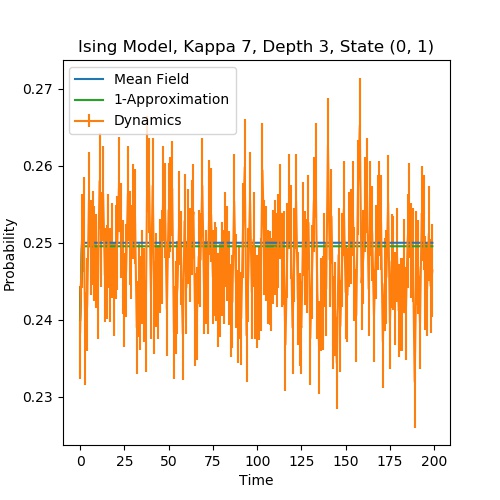 Ising Model, Kappa 7, Depth 3, State (0, 1)
Mean Field
1-Approximation
Dynamics
0.27
0.26
0.25
0.24
0.23
Probability
0 25 50 75 100 125 150 175 200
Time